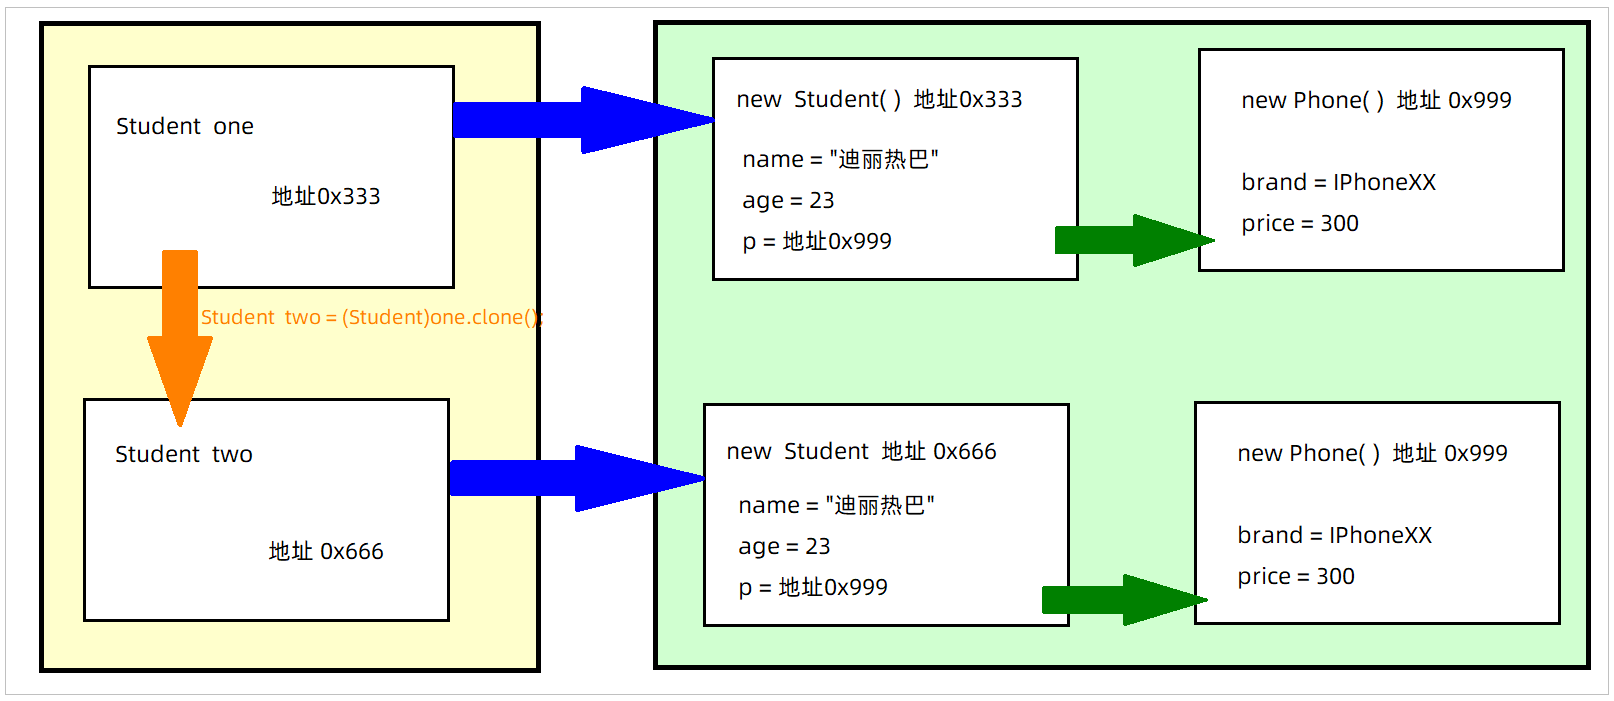 Student one
地址0x333
Student two = (Student)one.clone();
Student two
地址 0x666
new Student( ) 地址0x333
name = "迪丽热巴"
age = 23
p = 地址0x999
new Phone( ) 地址 0x999
brand = IPhoneXX
price = 300
new Student 地址 0x666
name = "迪丽热巴"
age = 23
p = 地址0x999
new Phone( ) 地址 0x999
brand = IPhoneXX
price = 300